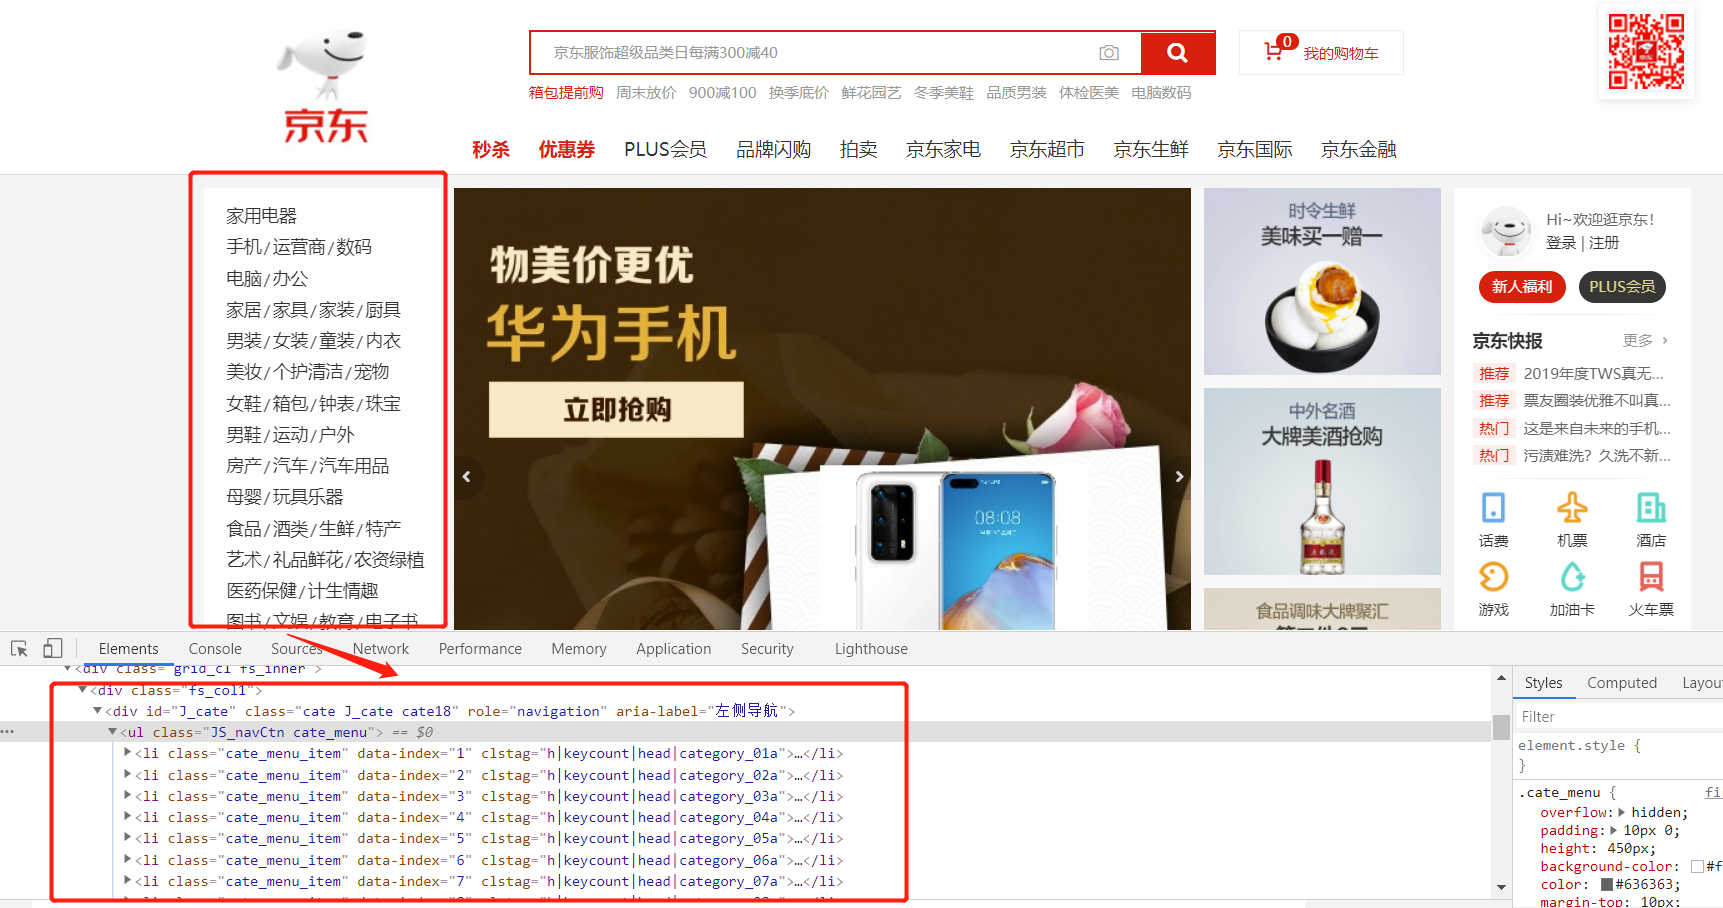 京东服饰超级品类日每满300减40
0
我的购物车
京东
箱包提前购 周末放价 900减100 换季底价 鲜花园艺 冬季美鞋 品质男装 体检医美 电脑数码
京东
秒杀 优惠券 PLUS会员 品牌闪购 拍卖 京东家电 京东超市 京东生鲜 京东国际 京东金融
家用电器
手机/运营商/数码
电脑/办公
家居/家具/家装/厨具
男装/女装/童装/内衣
美妆/个护清洁/宠物
女鞋/箱包/钟表/珠宝
男鞋/运动/户外
房产/汽车/汽车用品
母婴/玩具乐器
食品/酒类/生鲜/特产
艺术/礼品鲜花/农资绿植
医药保健/计生情趣
图书/文娱/教育/电子书
物美价更优
华为手机
立即抢购
08:08
时令生鲜
美味买一赠一
中外名酒
大牌美酒抢购
食品调味大牌聚汇
Hi~欢迎逛京东!
登录 | 注册
新人福利 PLUS会员
京东快报 更多 ›
推荐 2019年度TWS真无...
推荐 票友圈装优雅不叫真...
热门 这是来自未来的手机...
热门 污渍难洗？久洗不新...
话费 机票 酒店
游戏 加油卡 火车票
Elements Console Sources Network Performance Memory Application Security Lighthouse
<div class="grid_c1 fs_inner">
<div class="fs_col1">
<div id="J_cate" class="cate J_cate cate18" role="navigation" aria-label="左侧导航">
<ul class="JS_navCtn cate_menu"> == $0
<li class="cate_menu_item" data-index="1" clstag="h|keycount|head|category_01a">…</li>
<li class="cate_menu_item" data-index="2" clstag="h|keycount|head|category_02a">…</li>
<li class="cate_menu_item" data-index="3" clstag="h|keycount|head|category_03a">…</li>
<li class="cate_menu_item" data-index="4" clstag="h|keycount|head|category_04a">…</li>
<li class="cate_menu_item" data-index="5" clstag="h|keycount|head|category_05a">…</li>
<li class="cate_menu_item" data-index="6" clstag="h|keycount|head|category_06a">…</li>
<li class="cate_menu_item" data-index="7" clstag="h|keycount|head|category_07a">…</li>
Styles Computed Layou
Filter
element.style {
}
.cate_menu { fi
overflow: hidden;
padding: 10px 0;
height: 450px;
background-color: #f
color: #636363;
margin-top: 10px;